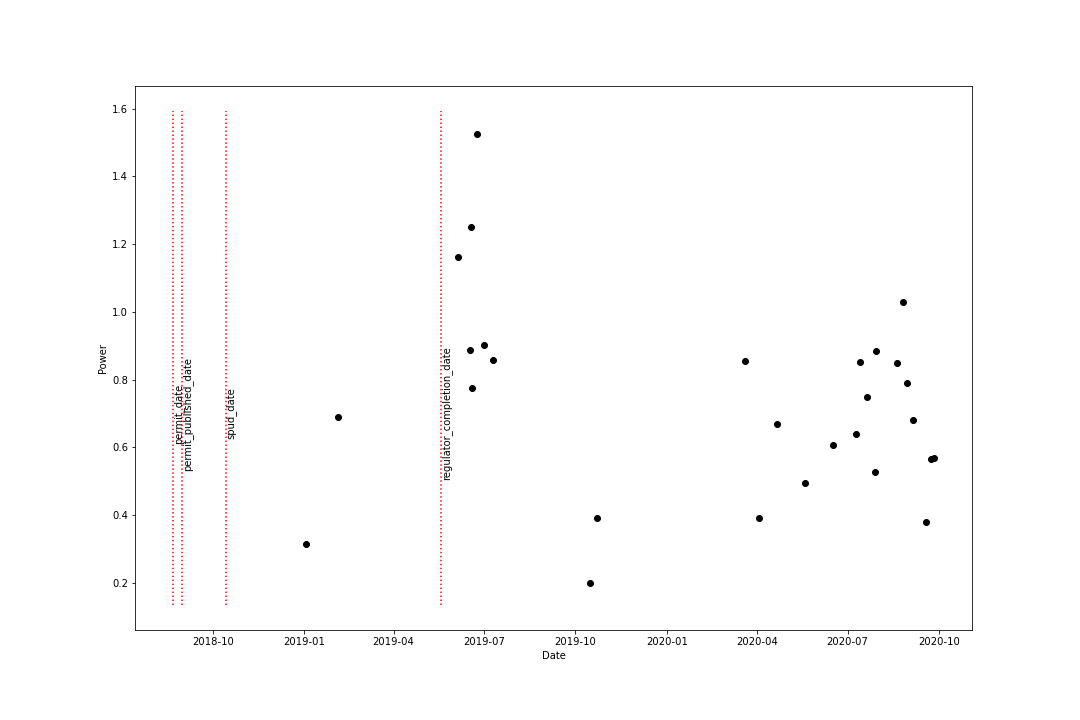 1.6
1.4
1.2
1.0
0.8
0.6
0.4
0.2
Power
permit_date
permit_published_date
spud_date
regulator_completion_date
2018-10
2019-01
2019-04
2019-07
2019-10
2020-01
2020-04
2020-07
2020-10
Date